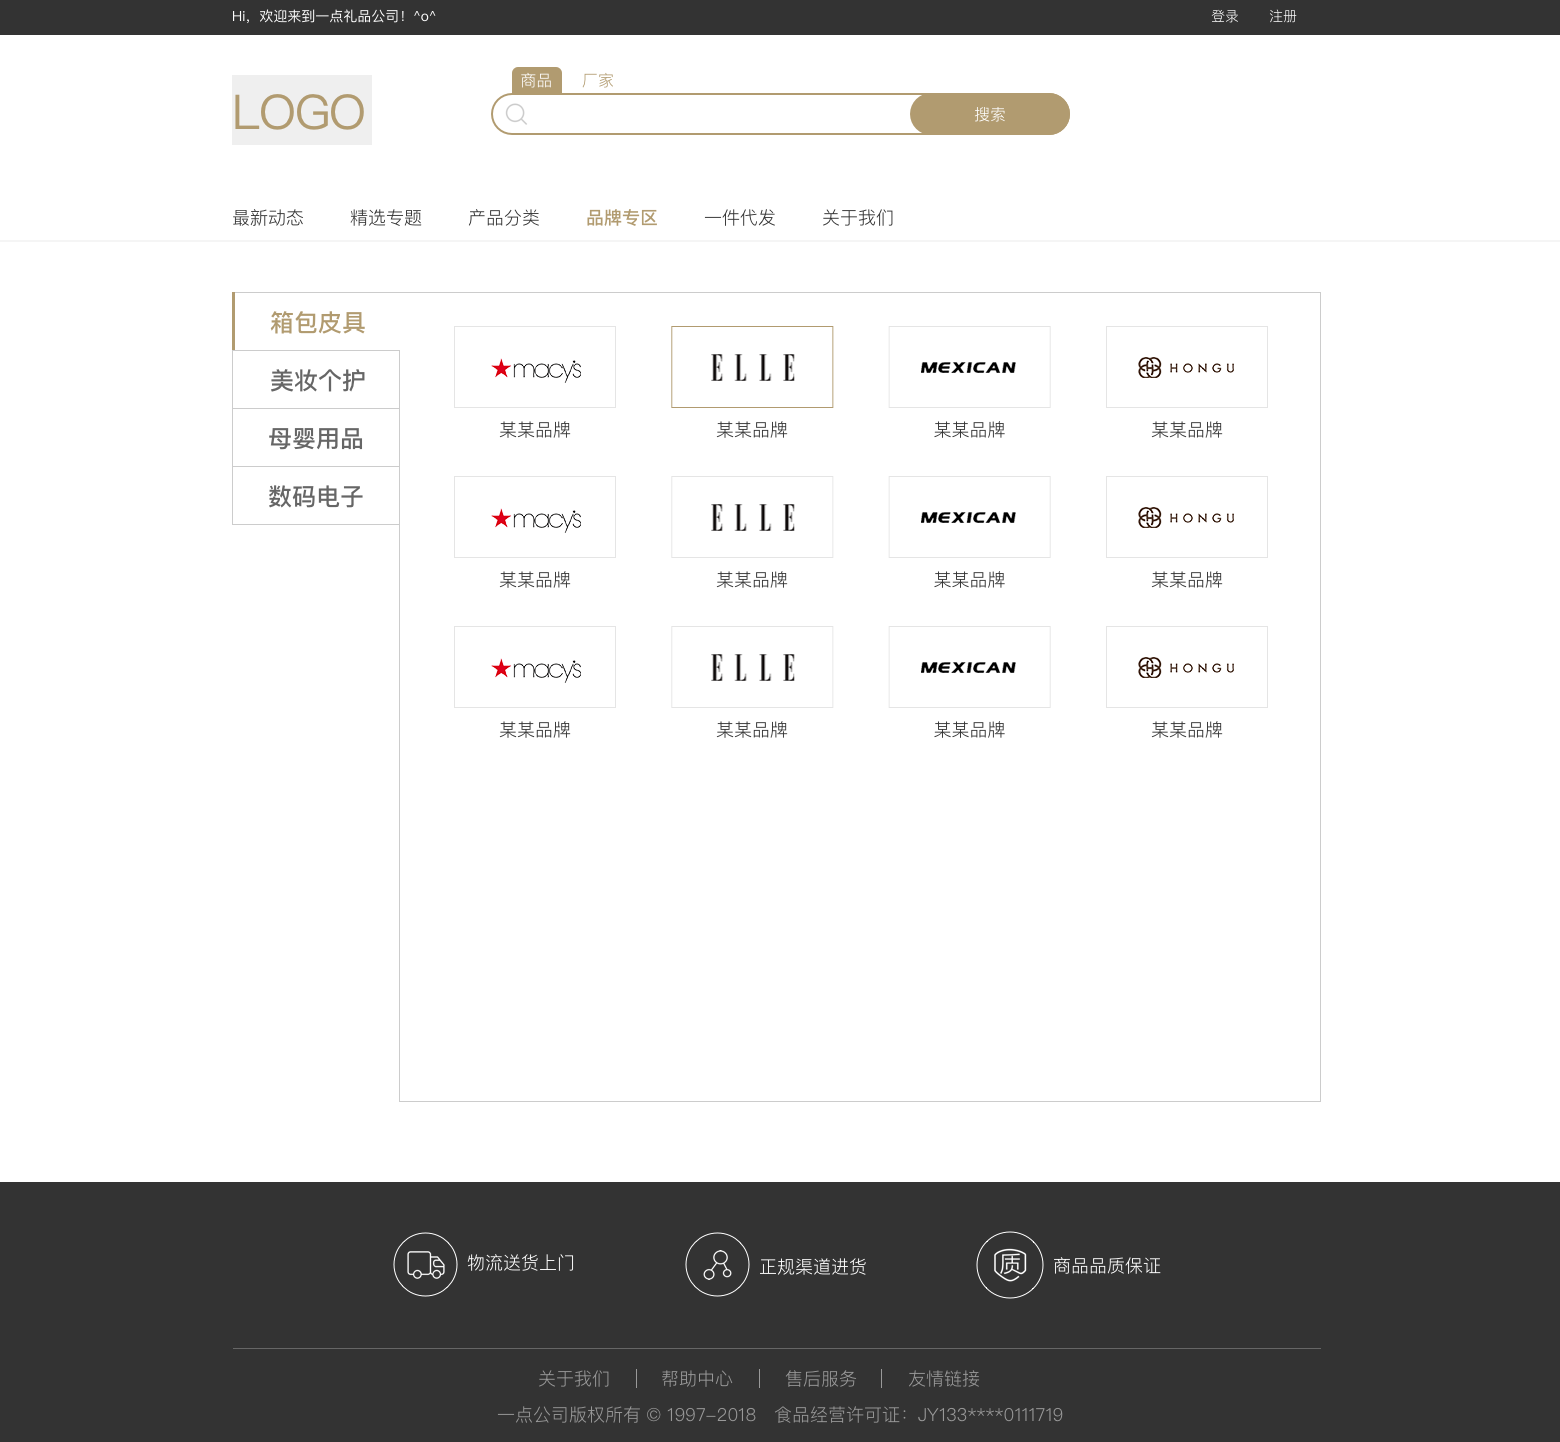 Hi，欢迎来到一点礼品公司！^o^ 登录 注册
商品 厂家
LOGO 搜索
最新动态 精选专题 产品分类 品牌专区 一件代发 关于我们
箱包皮具
美妆个护
母婴用品
数码电子
macy's ELLE MEXICAN HONGU
某某品牌 某某品牌 某某品牌 某某品牌
macy's ELLE MEXICAN HONGU
某某品牌 某某品牌 某某品牌 某某品牌
macy's ELLE MEXICAN HONGU
某某品牌 某某品牌 某某品牌 某某品牌
物流送货上门 正规渠道进货 质 商品品质保证
关于我们 帮助中心 售后服务 友情链接
一点公司版权所有 © 1997-2018 食品经营许可证：JY133****0111719